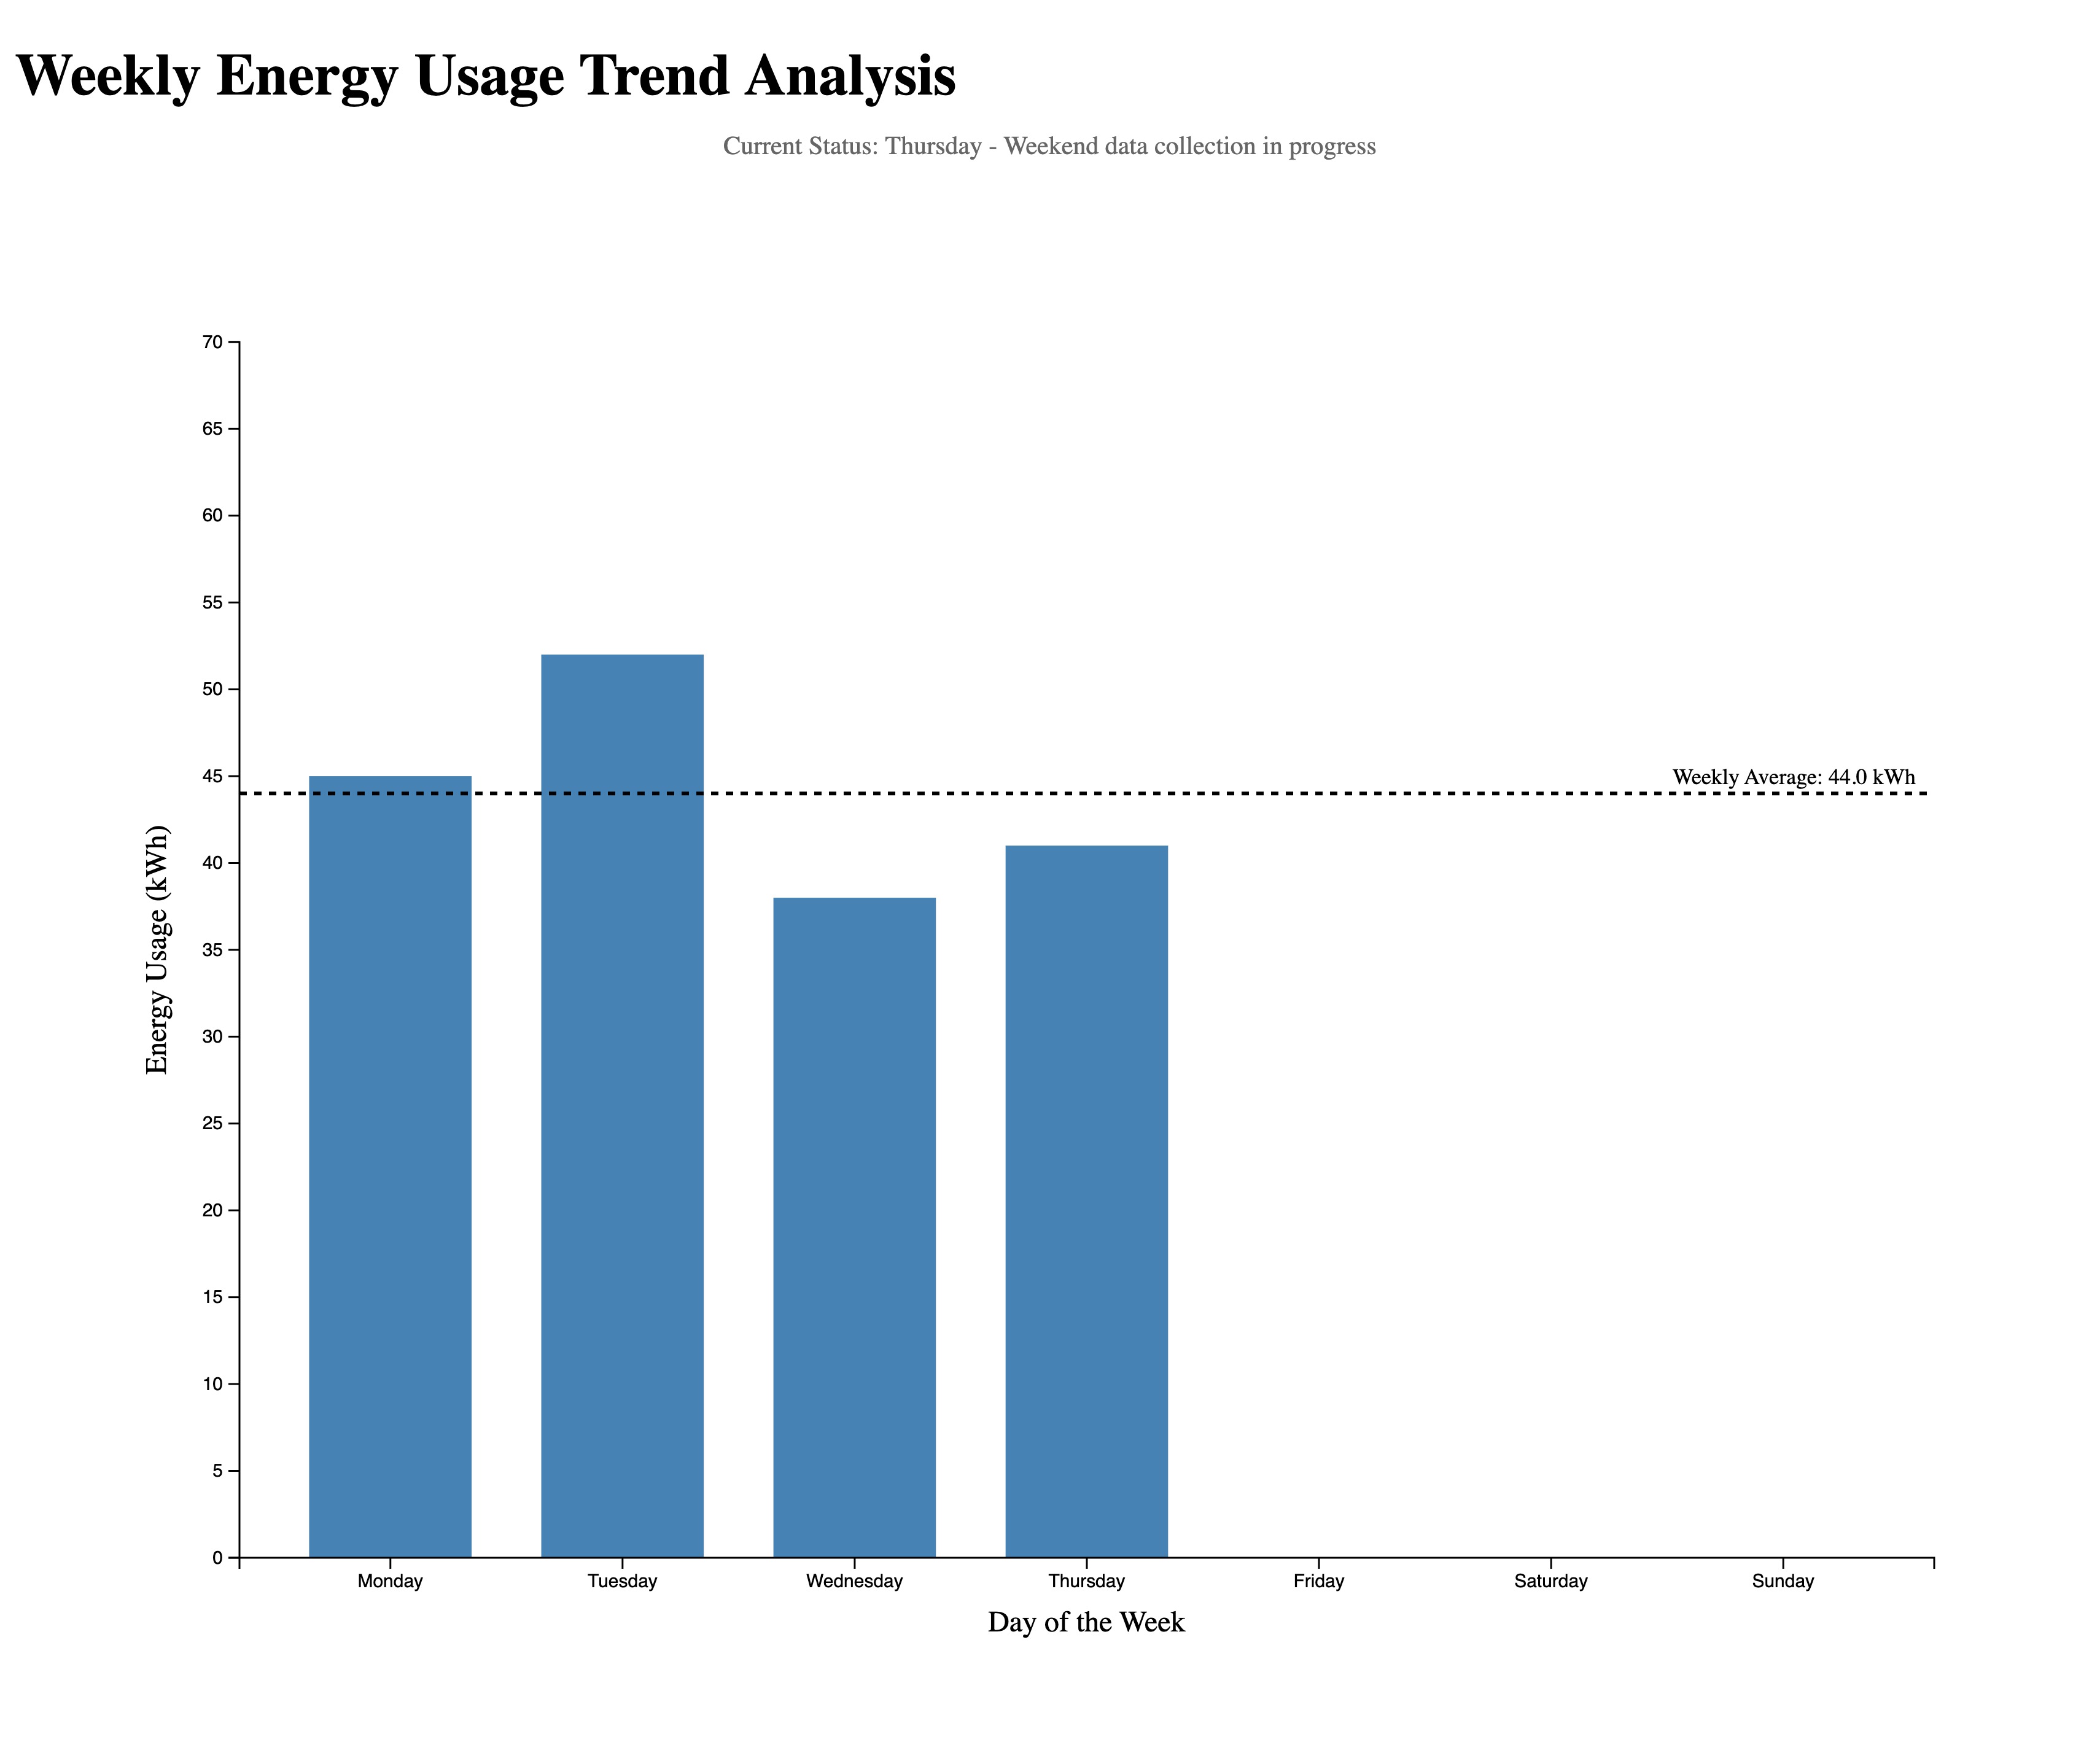 Weekly Energy Usage Trend Analysis
Current Status: Thursday - Weekend data collection in progress
70
65
60
55
50
45
40
35
30
25
20
15
10
5
0
Energy Usage (kWh)
Weekly Average: 44.0 kWh
Monday Tuesday Wednesday Thursday Friday Saturday Sunday
Day of the Week